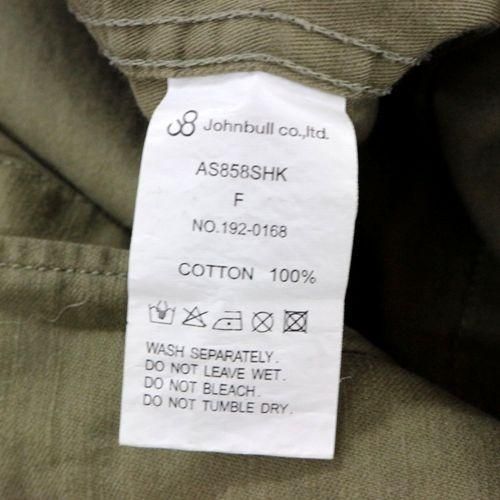 Johnbull co.,ltd.
AS858SHK
F
NO.192-0168
COTTON 100%
WASH SEPARATELY.
DO NOT LEAVE WET.
DO NOT BLEACH.
DO NOT TUMBLE DRY.